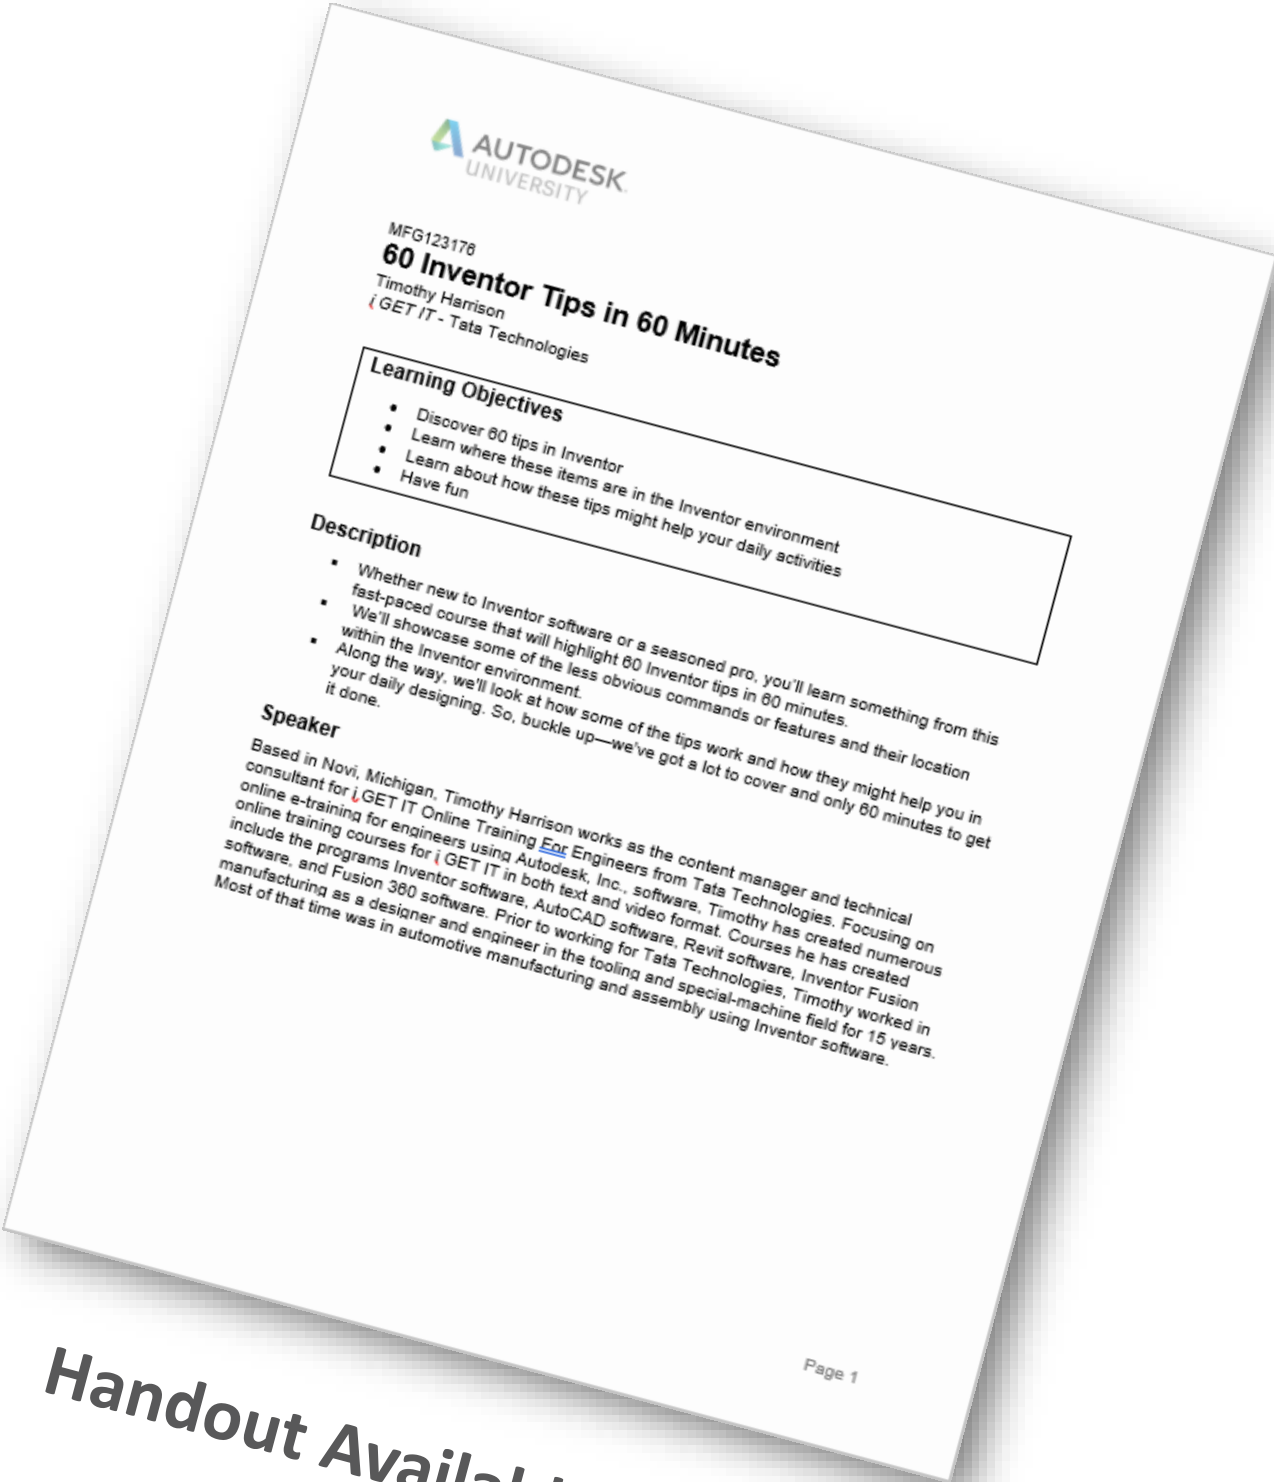 AUTODESK
UNIVERSITY
MFG123176
60 Inventor Tips in 60 Minutes
Timothy Harrison
i GET IT - Tata Technologies
Learning Objectives
• Discover 60 tips in Inventor
• Learn where these items are in the Inventor environment
• Learn about how these tips might help your daily activities
• Have fun
Description
▪ Whether new to Inventor software or a seasoned pro, you'll learn something from this
fast-paced course that will highlight 60 Inventor tips in 60 minutes.
▪ We'll showcase some of the less obvious commands or features and their location
within the Inventor environment.
▪ Along the way, we'll look at how some of the tips work and how they might help you in
your daily designing. So, buckle up—we've got a lot to cover and only 60 minutes to get
it done.
Speaker
Based in Novi, Michigan, Timothy Harrison works as the content manager and technical
consultant for i GET IT Online Training For Engineers from Tata Technologies. Focusing on
online e-training for engineers using Autodesk, Inc., software, Timothy has created numerous
online training courses for i GET IT in both text and video format. Courses he has created
include the programs Inventor software, AutoCAD software, Revit software, Inventor Fusion
software, and Fusion 360 software. Prior to working for Tata Technologies, Timothy worked in
manufacturing as a designer and engineer in the tooling and special-machine field for 15 years.
Most of that time was in automotive manufacturing and assembly using Inventor software.
Page 1
Handout